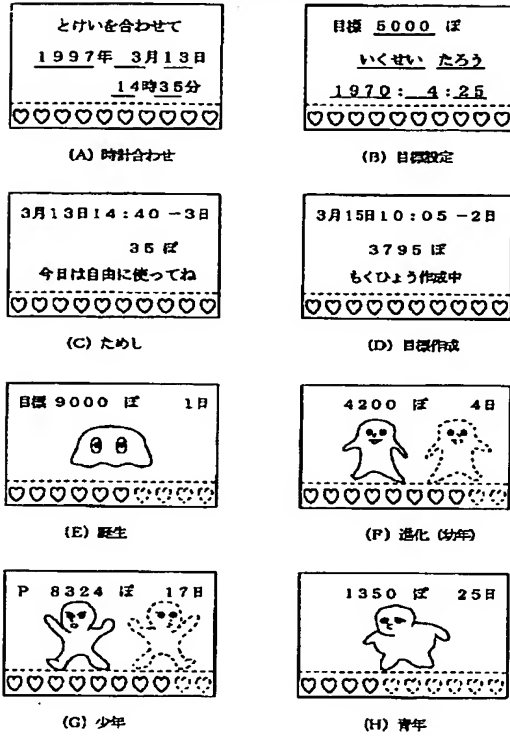 とけいを合わせて
1997年 3月13日
14時35分
(A) 時計合わせ
目標 5000 ぽ
いくせい たろう
1970: 4:25
(B) 目標設定
3月13日14:40 -3日
35 ぽ
今日は自由に使ってね
(C) ためし
3月15日10:05 -2日
3795 ぽ
もくひょう作成中
(D) 目標作成
目標 9000 ぽ 1日
(E) 誕生
4200 ぽ 4日
(F) 進化 (幼年)
P 8324 ぽ 17日
(G) 少年
1350 ぽ 25日
(H) 青年